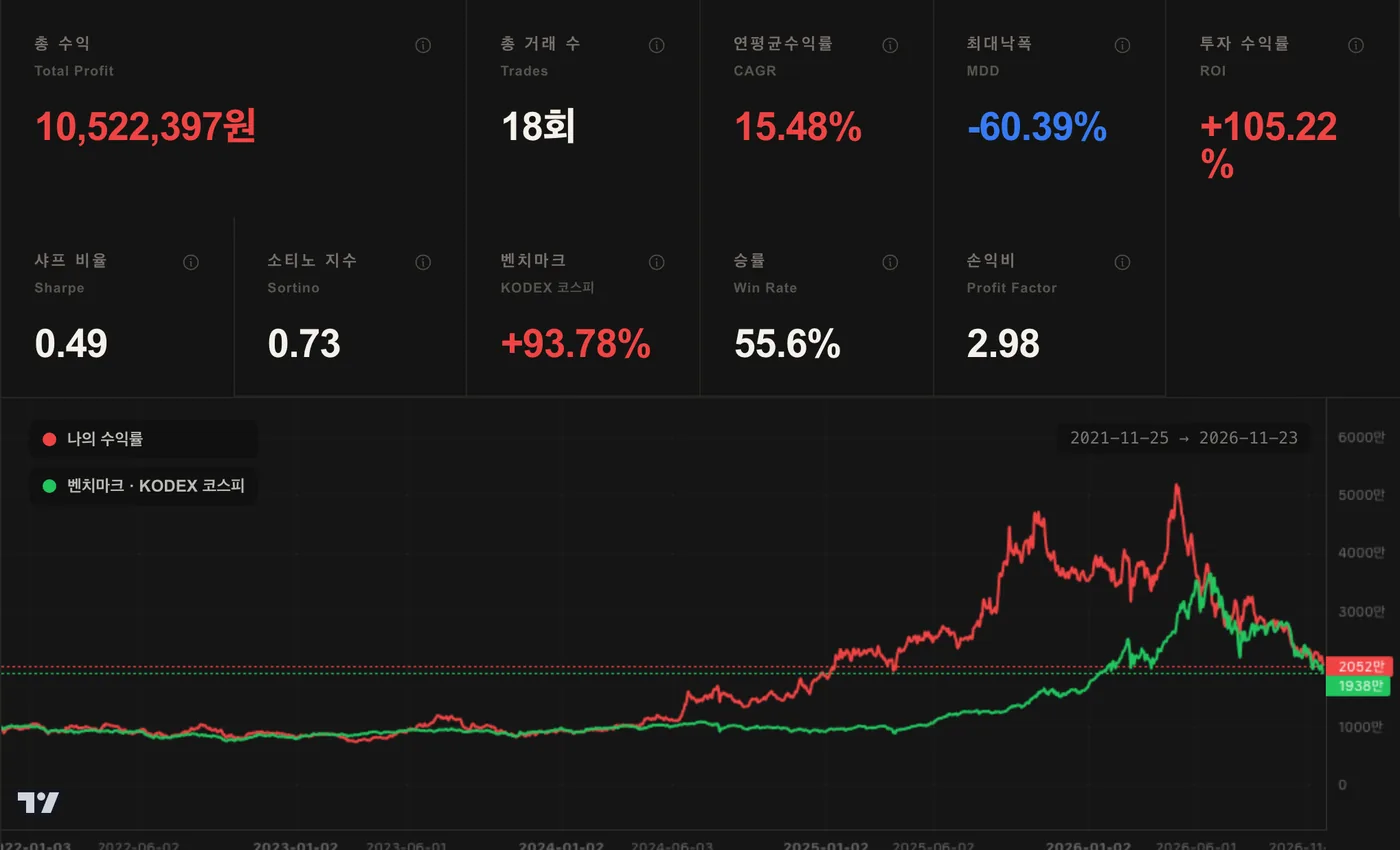 총 수익
Total Profit
10,522,397원
총 거래 수
Trades
18회
연평균수익률
CAGR
15.48%
최대낙폭
MDD
-60.39%
투자 수익률
ROI
+105.22
%
샤프 비율
Sharpe
0.49
소티노 지수
Sortino
0.73
벤치마크
KODEX 코스피
+93.78%
승률
Win Rate
55.6%
손익비
Profit Factor
2.98
나의 수익률
벤치마크 · KODEX 코스피
2021-11-25 → 2026-11-23
6000만
5000만
4000만
3000만
2052만
1938만
1000만
0
22-01-03 2022-06-02 2023-01-02 2023-06-01 2024-01-02 2024-06-03 2025-01-02 2025-06-02 2026-01-02 2026-06-01 2026-11-